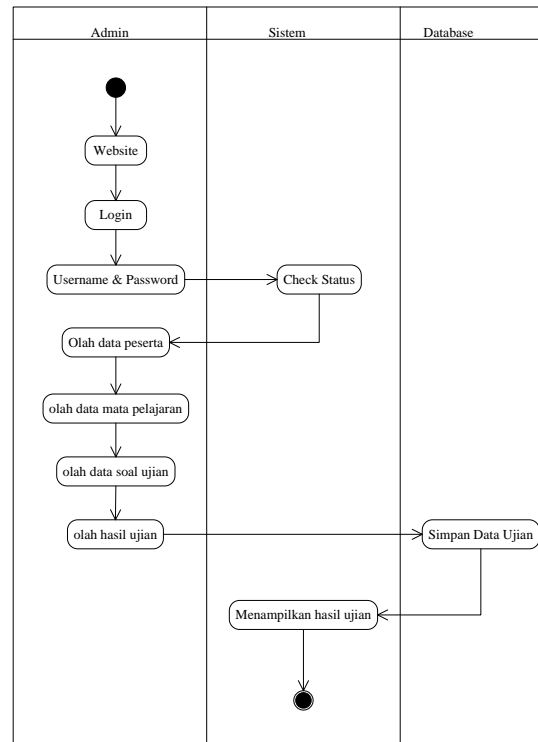 Admin
Sistem
Database
Website
Login
Username & Password
Check Status
Olah data peserta
olah data mata pelajaran
olah data soal ujian
olah hasil ujian
Simpan Data Ujian
Menampilkan hasil ujian